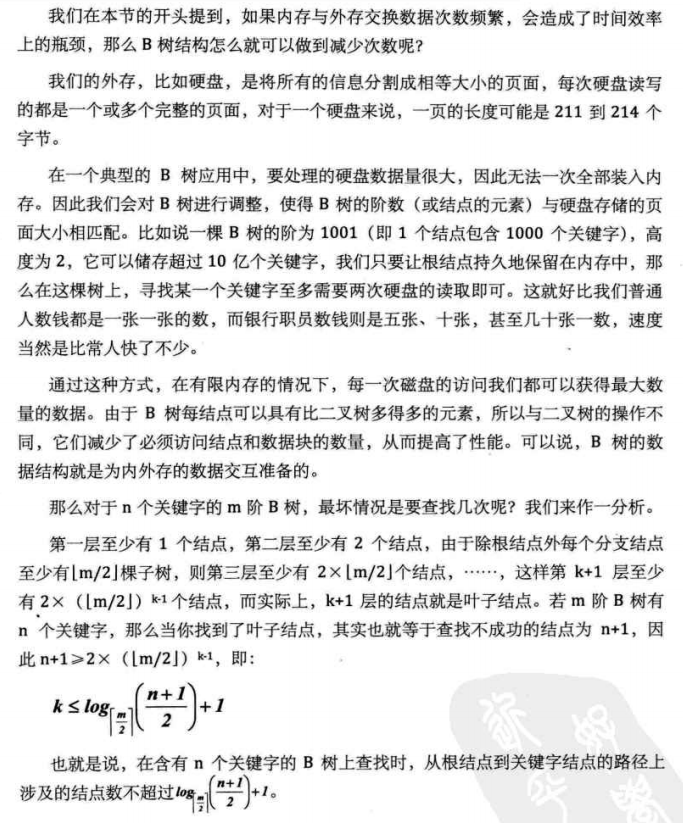 我们在本节的开头提到，如果内存与外存交换数据次数频繁，会造成了时间效率
上的瓶颈，那么 B 树结构怎么就可以做到减少次数呢？
我们的外存，比如硬盘，是将所有的信息分割成相等大小的页面，每次硬盘读写
的都是一个或多个完整的页面，对于一个硬盘来说，一页的长度可能是 211 到 214 个
字节。
在一个典型的 B 树应用中，要处理的硬盘数据量很大，因此无法一次全部装入内
存。因此我们会对 B 树进行调整，使得 B 树的阶数（或结点的元素）与硬盘存储的页
面大小相匹配。比如说一棵 B 树的阶为 1001（即 1 个结点包含 1000 个关键字），高
度为 2，它可以储存超过 10 亿个关键字，我们只要让根结点持久地保留在内存中，那
么在这棵树上，寻找某一个关键字至多需要两次硬盘的读取即可。这就好比我们普通
人数钱都是一张一张的数，而银行职员数钱则是五张、十张，甚至几十张一数，速度
当然是比常人快了不少。
通过这种方式，在有限内存的情况下，每一次磁盘的访问我们都可以获得最大数
量的数据。由于 B 树每结点可以具有比二叉树多得多的元素，所以与二叉树的操作不
同，它们减少了必须访问结点和数据块的数量，从而提高了性能。可以说，B 树的数
据结构就是为内外存的数据交互准备的。
那么对于 n 个关键字的 m 阶 B 树，最坏情况是要查找几次呢？我们来作一分析。
第一层至少有 1 个结点，第二层至少有 2 个结点，由于除根结点外每个分支结点
至少有⌊m/2⌋棵子树，则第三层至少有 2×⌊m/2⌋个结点，……，这样第 k+1 层至少
有 2×（⌊m/2⌋）k-1 个结点，而实际上，k+1 层的结点就是叶子结点。若 m 阶 B 树有
n 个关键字，那么当你找到了叶子结点，其实也就等于查找不成功的结点为 n+1，因
此 n+1≥2×（⌊m/2⌋）k-1，即：
k ≤ log⌈m/2⌉((n+1)/2)+1
也就是说，在含有 n 个关键字的 B 树上查找时，从根结点到关键字结点的路径上
涉及的结点数不超过log⌈m/2⌉((n+1)/2)+1。